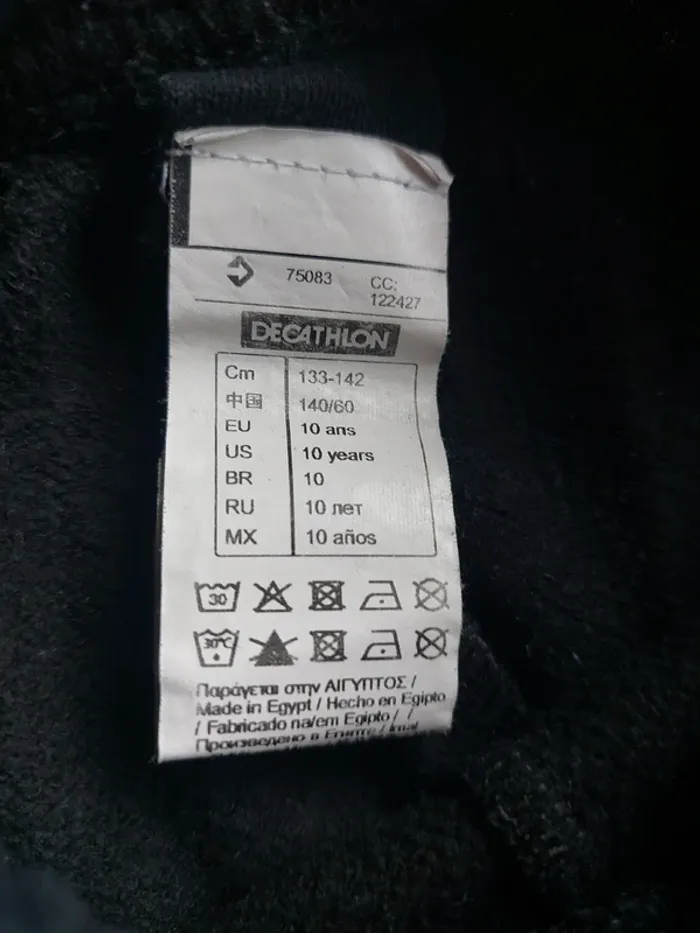 75083 CC:
122427
DECATHLON
Cm 133-142
中国 140/60
EU 10 ans
US 10 years
BR 10
RU 10 лет
MX 10 años
30
30°C
Παράγεται στην ΑΙΓΥΠΤΟΣ /
Made in Egypt / Hecho en Egipto
/ Fabricado na/em Egipto / /
Произведено в Египте /